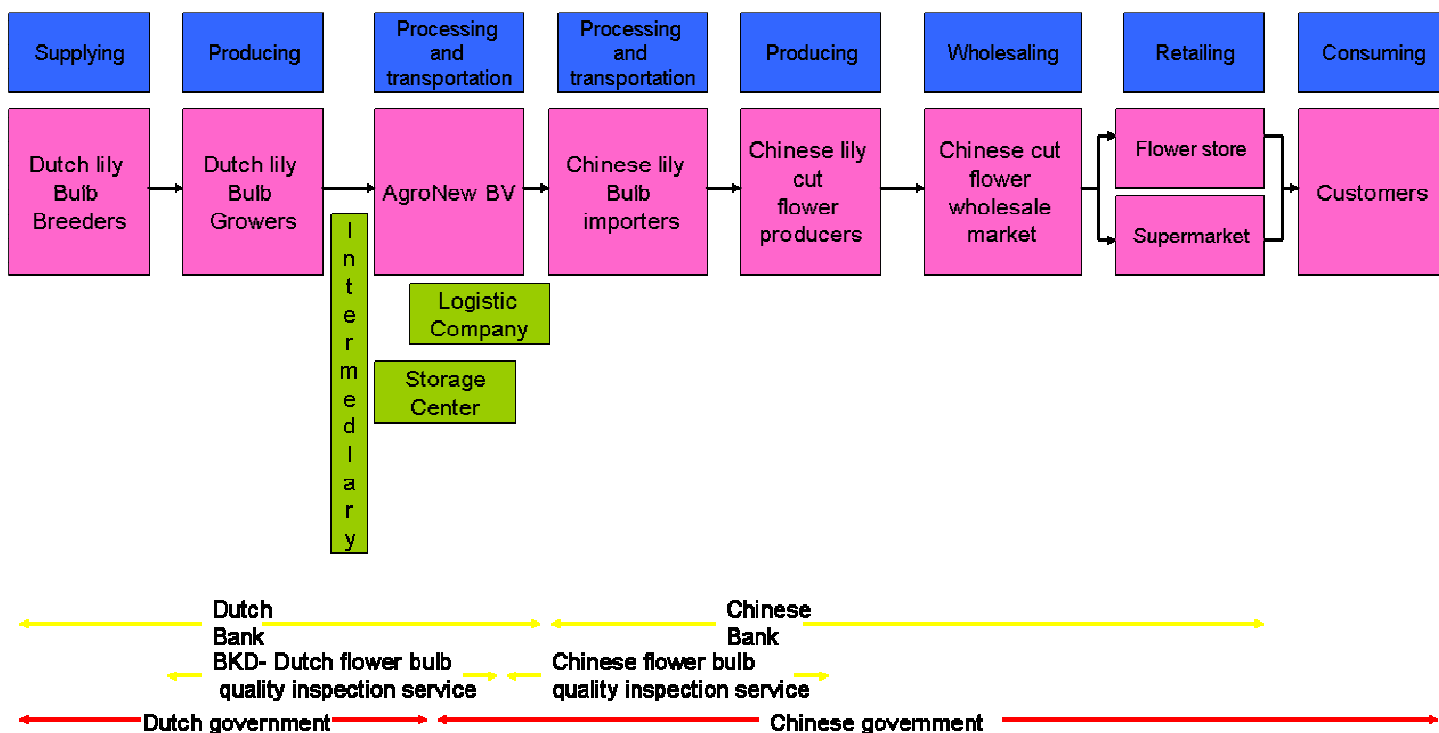 Supplying
Producing
Processing
and
transportation
Processing
and
transportation
Producing
Wholesaling
Retailing
Consuming
Dutch lily
Bulb
Breeders
Dutch lily
Bulb
Growers
AgroNew BV
Chinese lily
Bulb
importers
Chinese lily
cut
flower
producers
Chinese cut
flower
wholesale
market
Flower store
Supermarket
Customers
I
n
t
e
r
m
e
d
I
a
r
y
Logistic
Company
Storage
Center
Dutch
Bank
Chinese
Bank
BKD- Dutch flower bulb
quality inspection service
Chinese flower bulb
quality inspection service
Dutch government
Chinese government